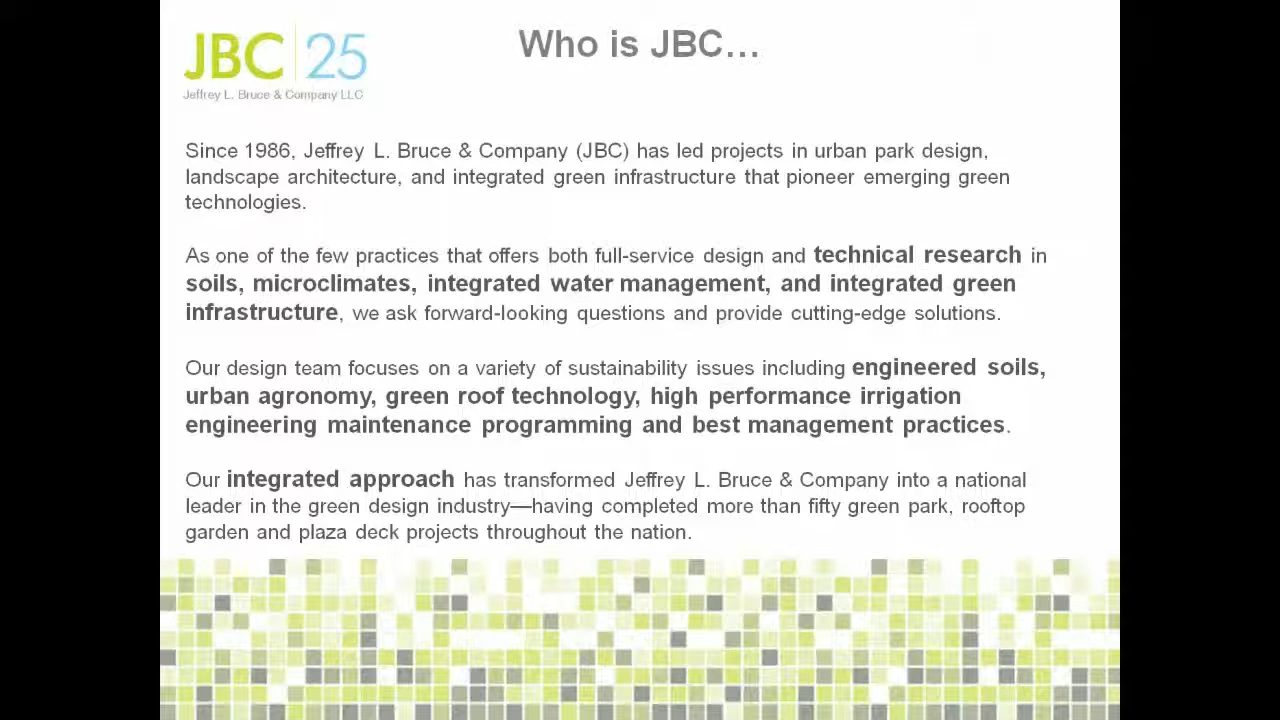 JBC 25
Jeffrey L. Bruce & Company LLC
Who is JBC…
Since 1986, Jeffrey L. Bruce & Company (JBC) has led projects in urban park design,
landscape architecture, and integrated green infrastructure that pioneer emerging green
technologies.
As one of the few practices that offers both full-service design and technical research in
soils, microclimates, integrated water management, and integrated green
infrastructure, we ask forward-looking questions and provide cutting-edge solutions.
Our design team focuses on a variety of sustainability issues including engineered soils,
urban agronomy, green roof technology, high performance irrigation
engineering maintenance programming and best management practices.
Our integrated approach has transformed Jeffrey L. Bruce & Company into a national
leader in the green design industry—having completed more than fifty green park, rooftop
garden and plaza deck projects throughout the nation.